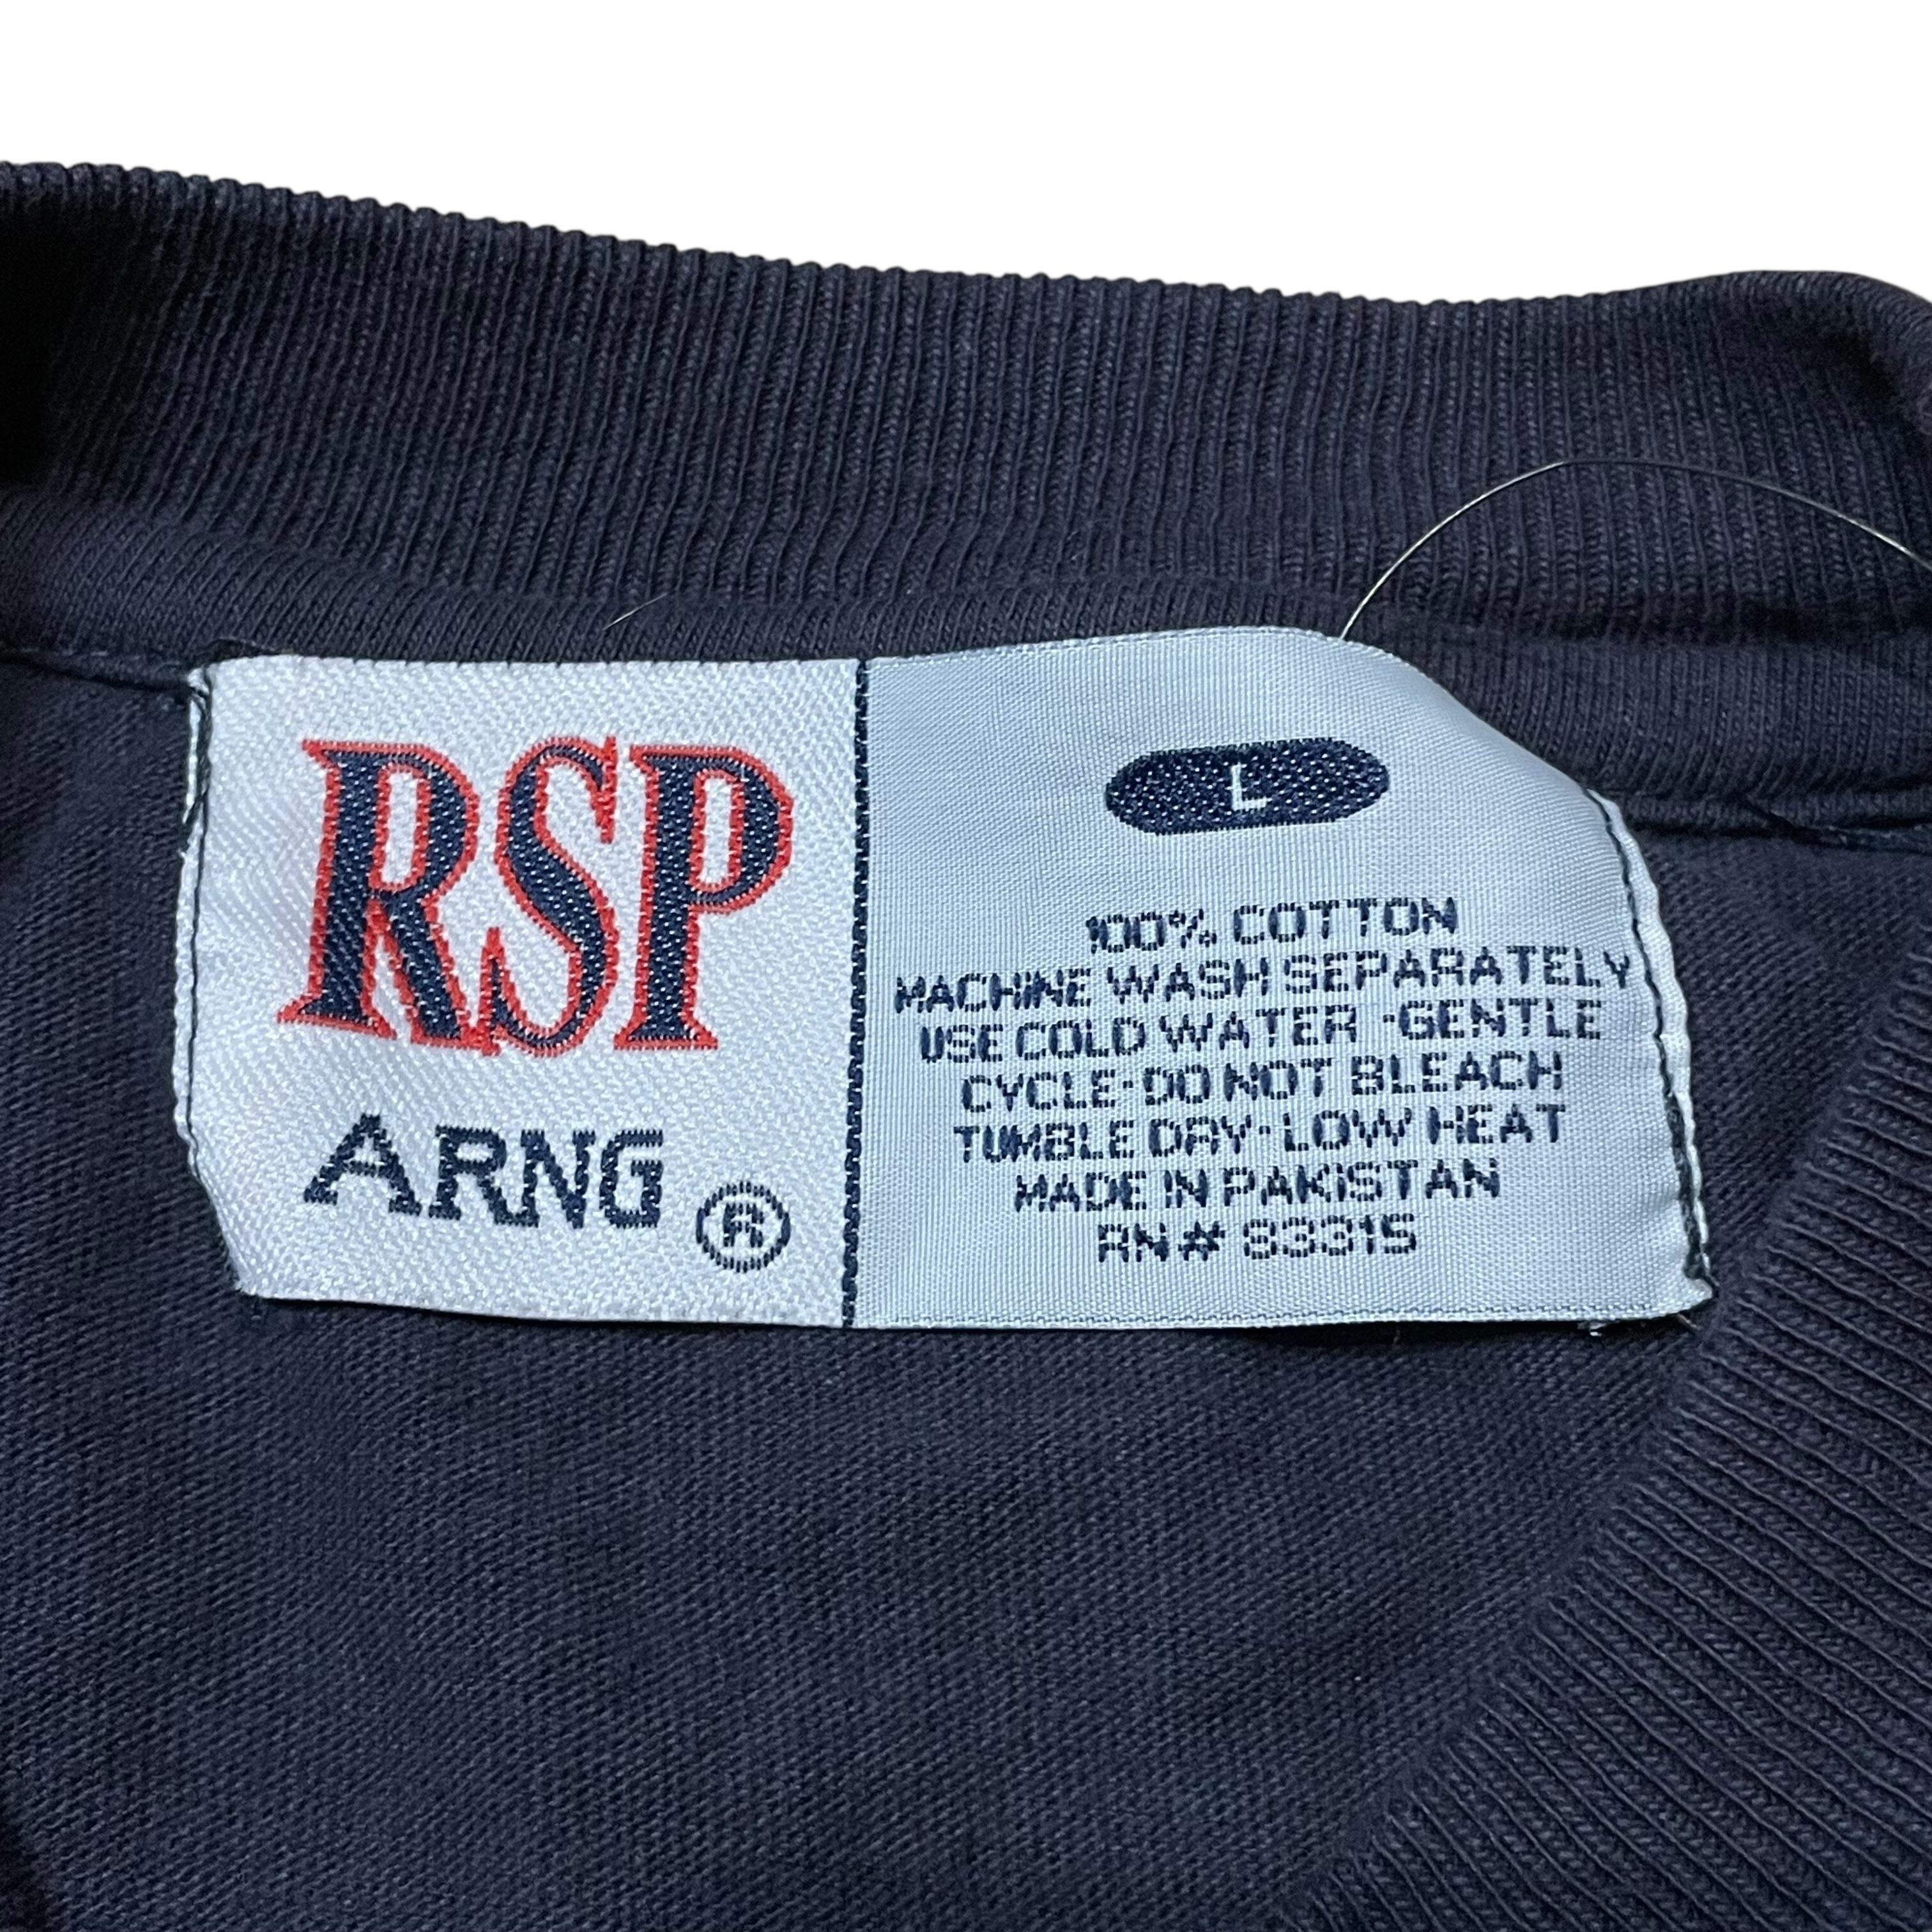 RSP
ARNG ®
L
100% COTTON
MACHINE WASH SEPARATELY
USE COLD WATER -GENTLE
CYCLE-DO NOT BLEACH
TUMBLE DRY-LOW HEAT
MADE IN PAKISTAN
RN# 83315